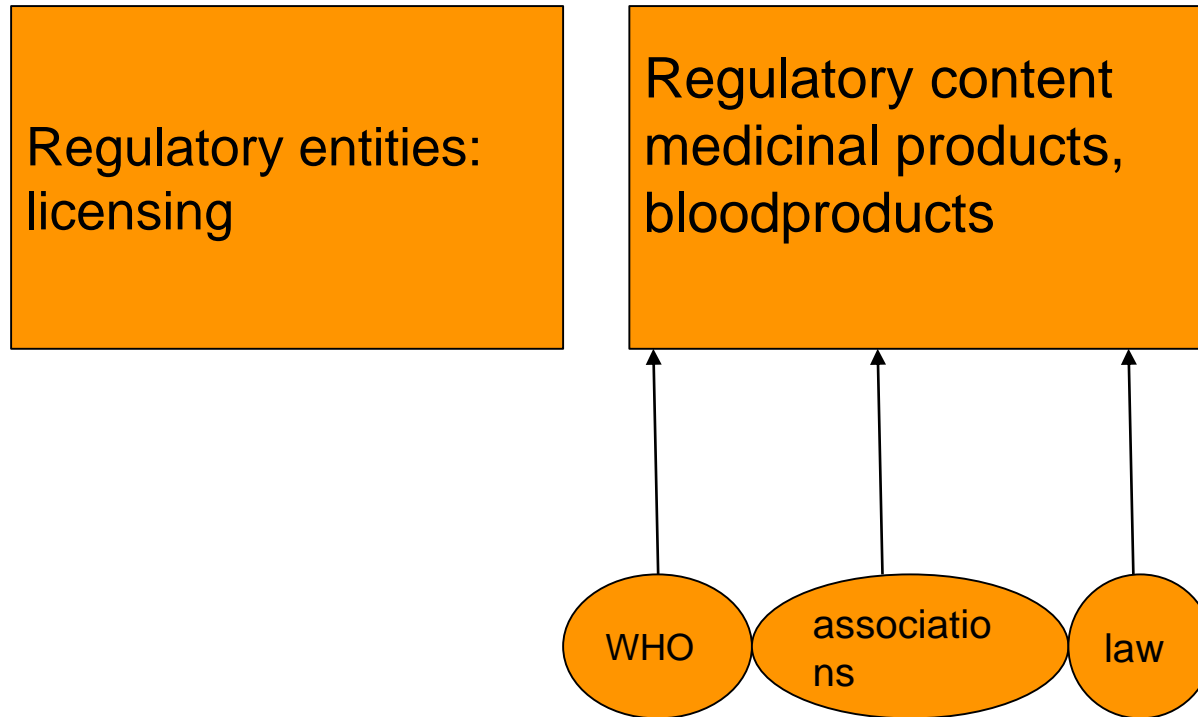 Regulatory entities:
licensing
Regulatory content
medicinal products,
bloodproducts
WHO
associatio
ns
law